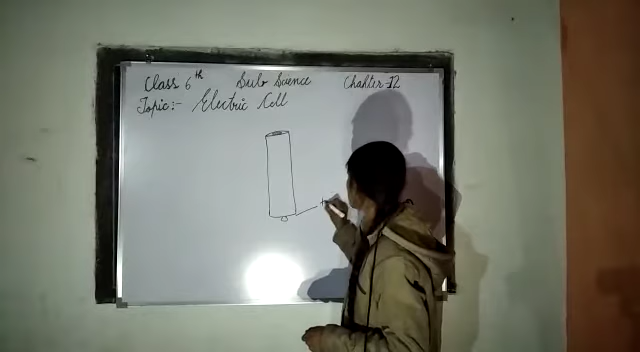 Class 6th Sub Science Chapter-12
Topic:- Electric Cell
+